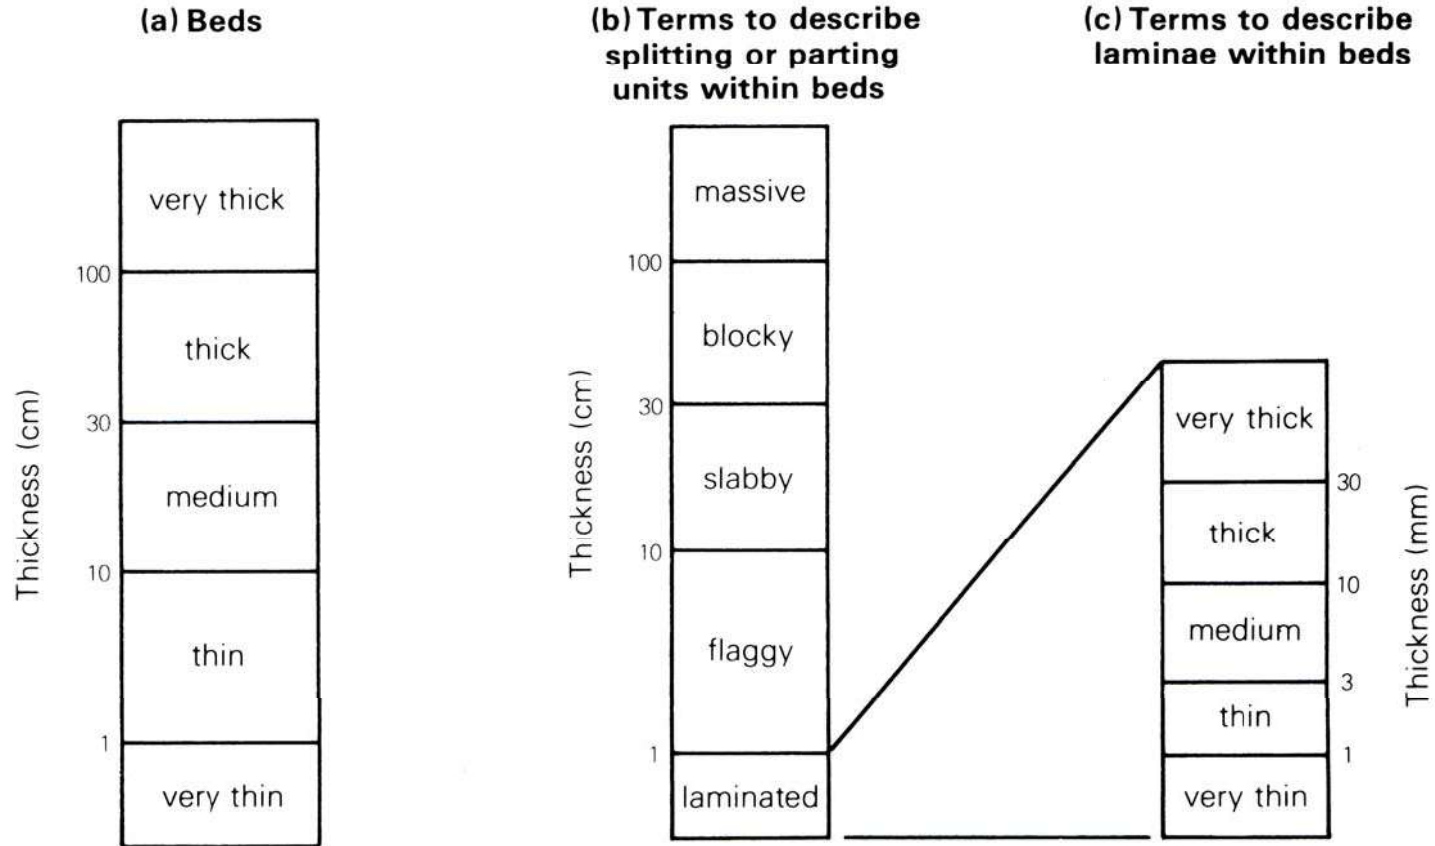 (a) Beds
Thickness (cm)
very thick
100
thick
30
medium
10
thin
1
very thin
(b) Terms to describe
splitting or parting
units within beds
Thickness (cm)
massive
100
blocky
30
slabby
10
flaggy
1
laminated
(c) Terms to describe
laminae within beds
very thick
30
thick
10
medium
3
thin
1
very thin
Thickness (mm)